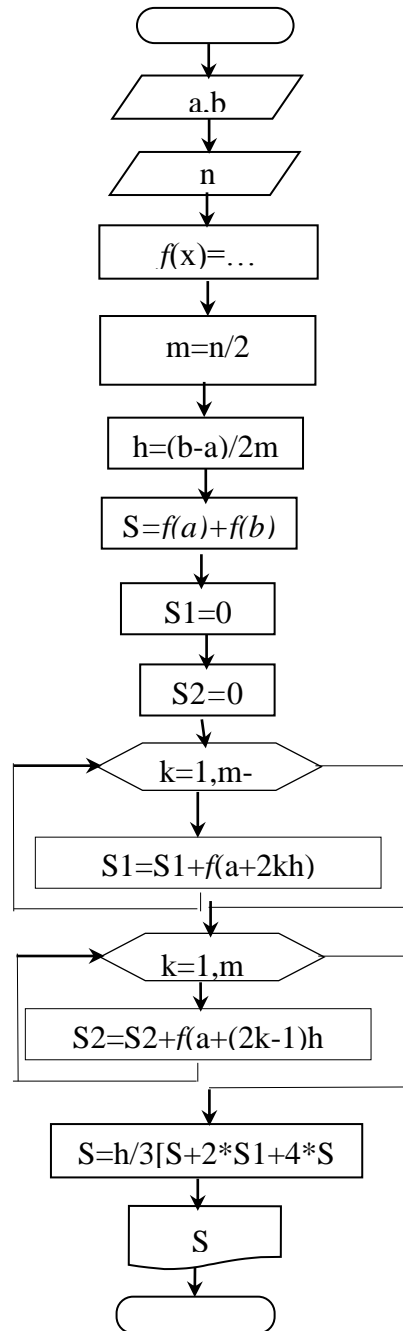 a,b
n
f(x)=…
m=n/2
h=(b-a)/2m
S=f(a)+f(b)
S1=0
S2=0
k=1,m-
S1=S1+f(a+2kh)
k=1,m
S2=S2+f(a+(2k-1)h
S=h/3[S+2*S1+4*S
S